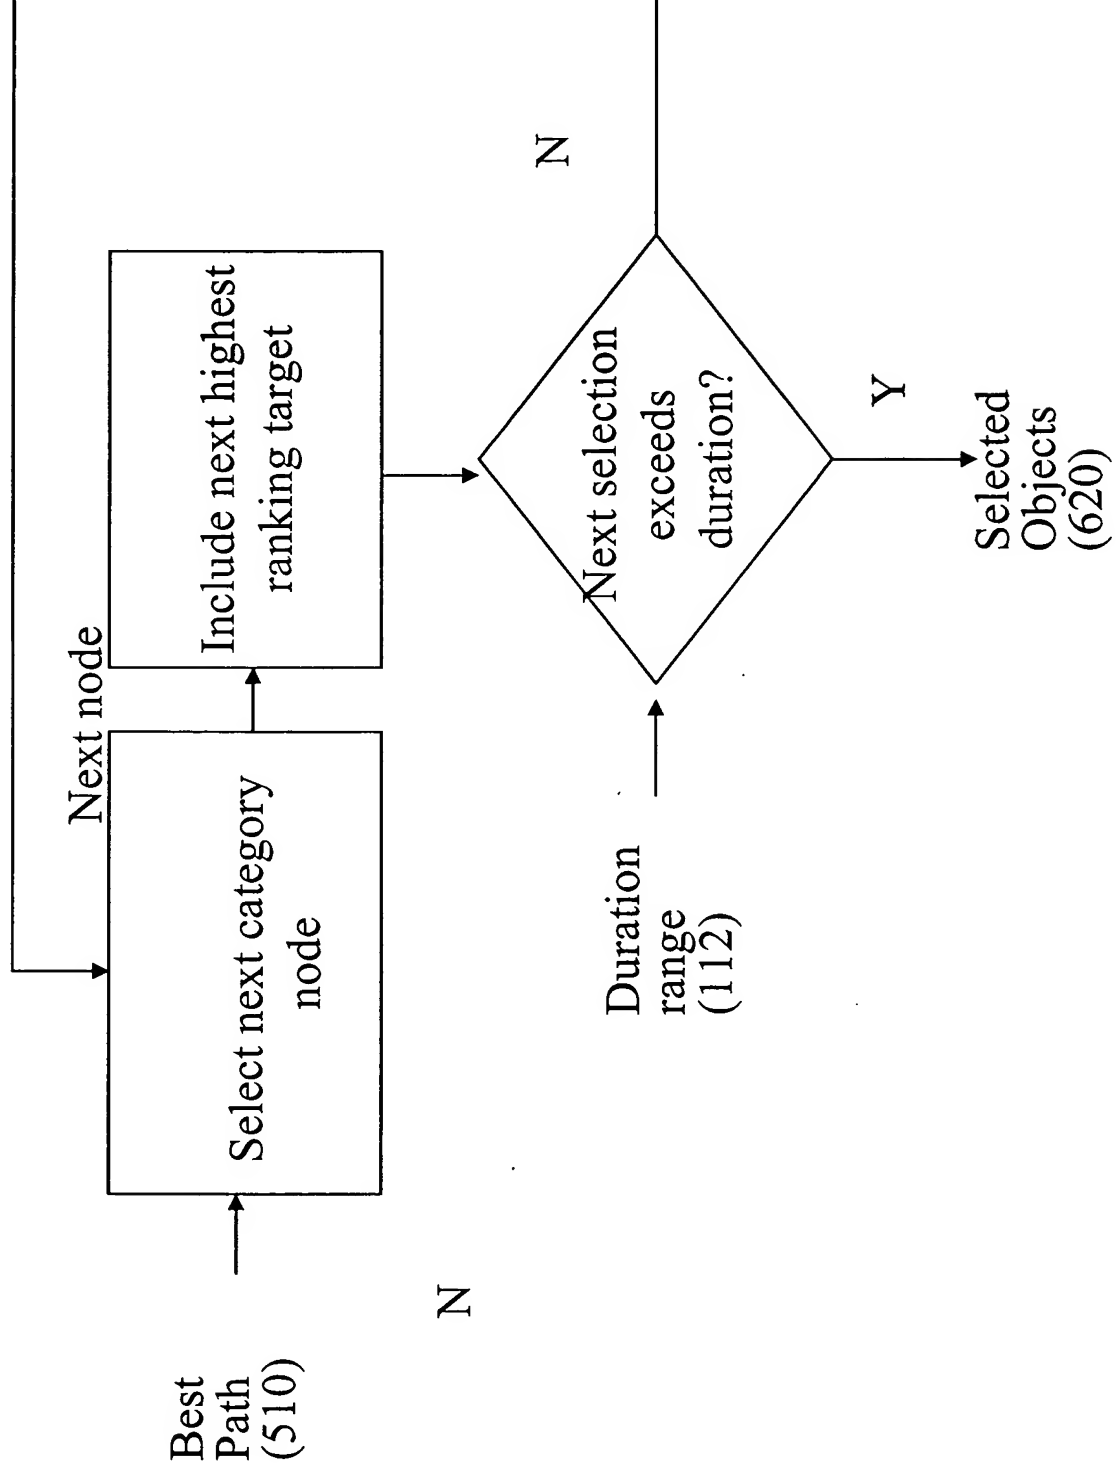 Best
Path
(510)
Select next category
node
Next node
Include next highest
ranking target
N
Duration
range
(112)
Next selection
exceeds
duration?
N
Y
Selected
Objects
(620)